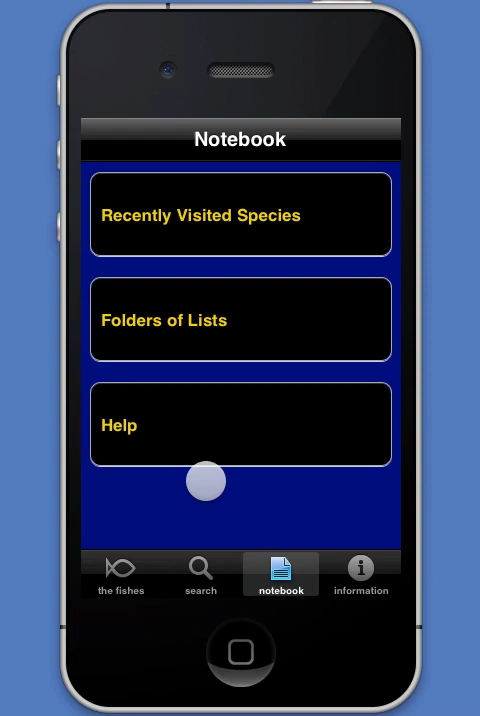 Notebook
Recently Visited Species
Folders of Lists
Help
the fishes
search
notebook
information